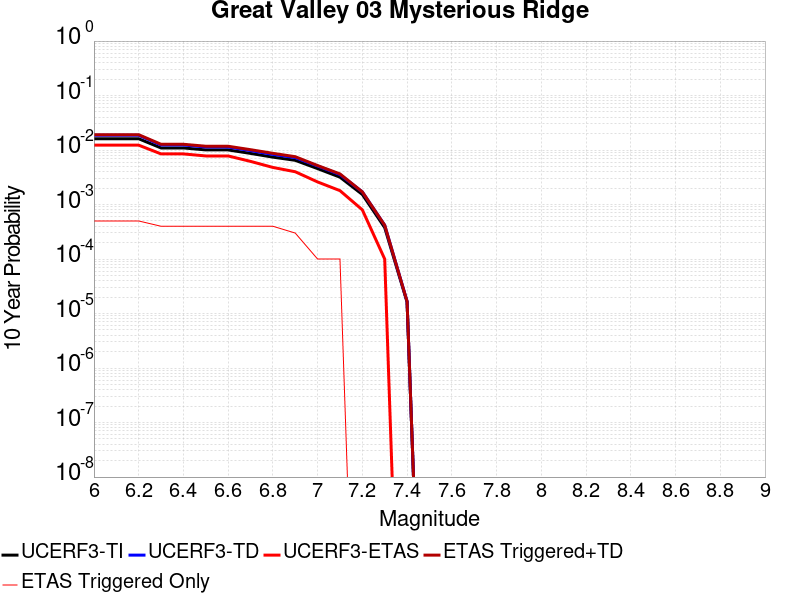 Great Valley 03 Mysterious Ridge
10 0
10 -1
10 -2
10 -3
10 -4
10 -5
10 -6
10 -7
10 -8
10 Year Probability
6 6.2 6.4 6.6 6.8 7 7.2 7.4 7.6 7.8 8 8.2 8.4 8.6 8.8 9
Magnitude
UCERF3-TI UCERF3-TD UCERF3-ETAS ETAS Triggered+TD
ETAS Triggered Only